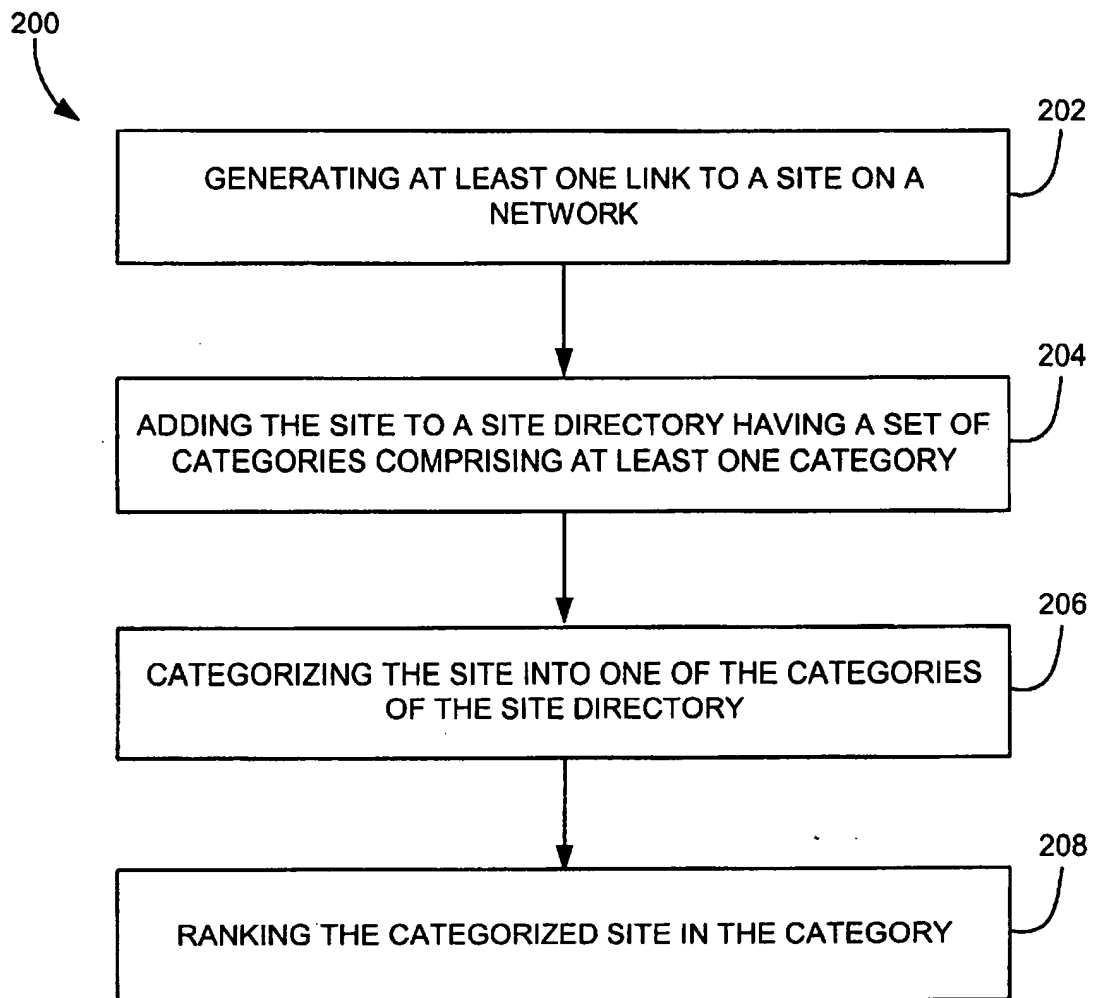 200
202
GENERATING AT LEAST ONE LINK TO A SITE ON A
NETWORK
204
ADDING THE SITE TO A SITE DIRECTORY HAVING A SET OF
CATEGORIES COMPRISING AT LEAST ONE CATEGORY
206
CATEGORIZING THE SITE INTO ONE OF THE CATEGORIES
OF THE SITE DIRECTORY
208
RANKING THE CATEGORIZED SITE IN THE CATEGORY